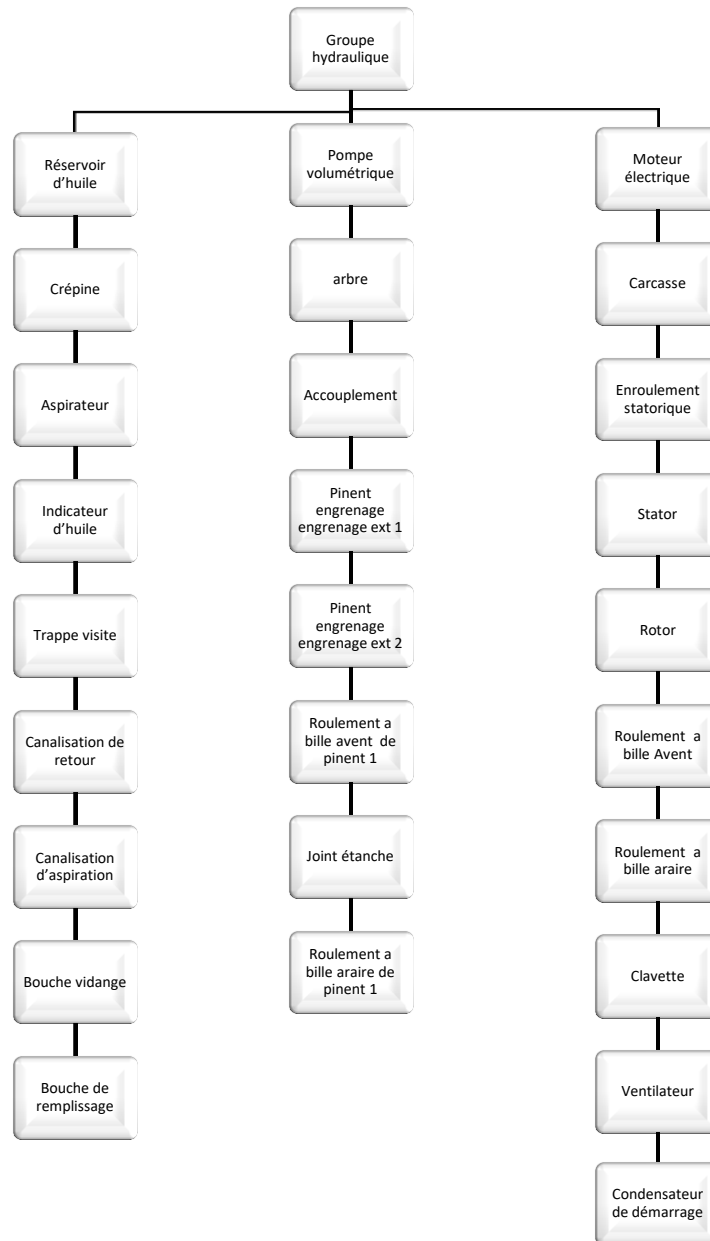 Groupe
hydraulique
Réservoir
d'huile
Crépine
Aspirateur
Indicateur
d'huile
Trappe visite
Canalisation de
retour
Canalisation
d'aspiration
Bouche vidange
Bouche de
remplissage
Pompe
volumétrique
arbre
Accouplement
Pinent
engrenage
engrenage ext 1
Pinent
engrenage
engrenage ext 2
Roulement a
bille avent de
pinent 1
Joint étanche
Roulement a
bille araire de
pinent 1
Moteur
électrique
Carcasse
Enroulement
statorique
Stator
Rotor
Roulement a
bille Avent
Roulement a
bille araire
Clavette
Ventilateur
Condensateur
de démarrage